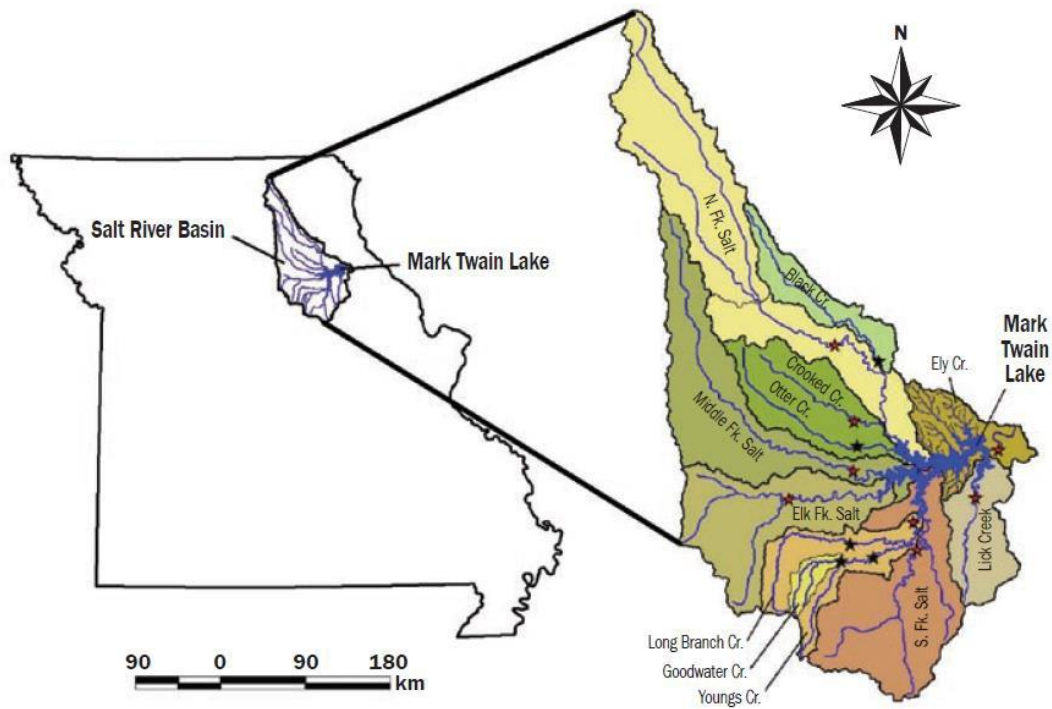 N
N. Fk. Salt
Salt River Basin
Mark Twain Lake
Black Cr.
Mark
Twain
Lake
Ely Cr.
Crooked Cr.
Otter Cr.
Middle Fk. Salt
Elk Fk. Salt
Lick Creek
S. Fk. Salt
Long Branch Cr.
Goodwater Cr.
Youngs Cr.
90 0 90 180
km